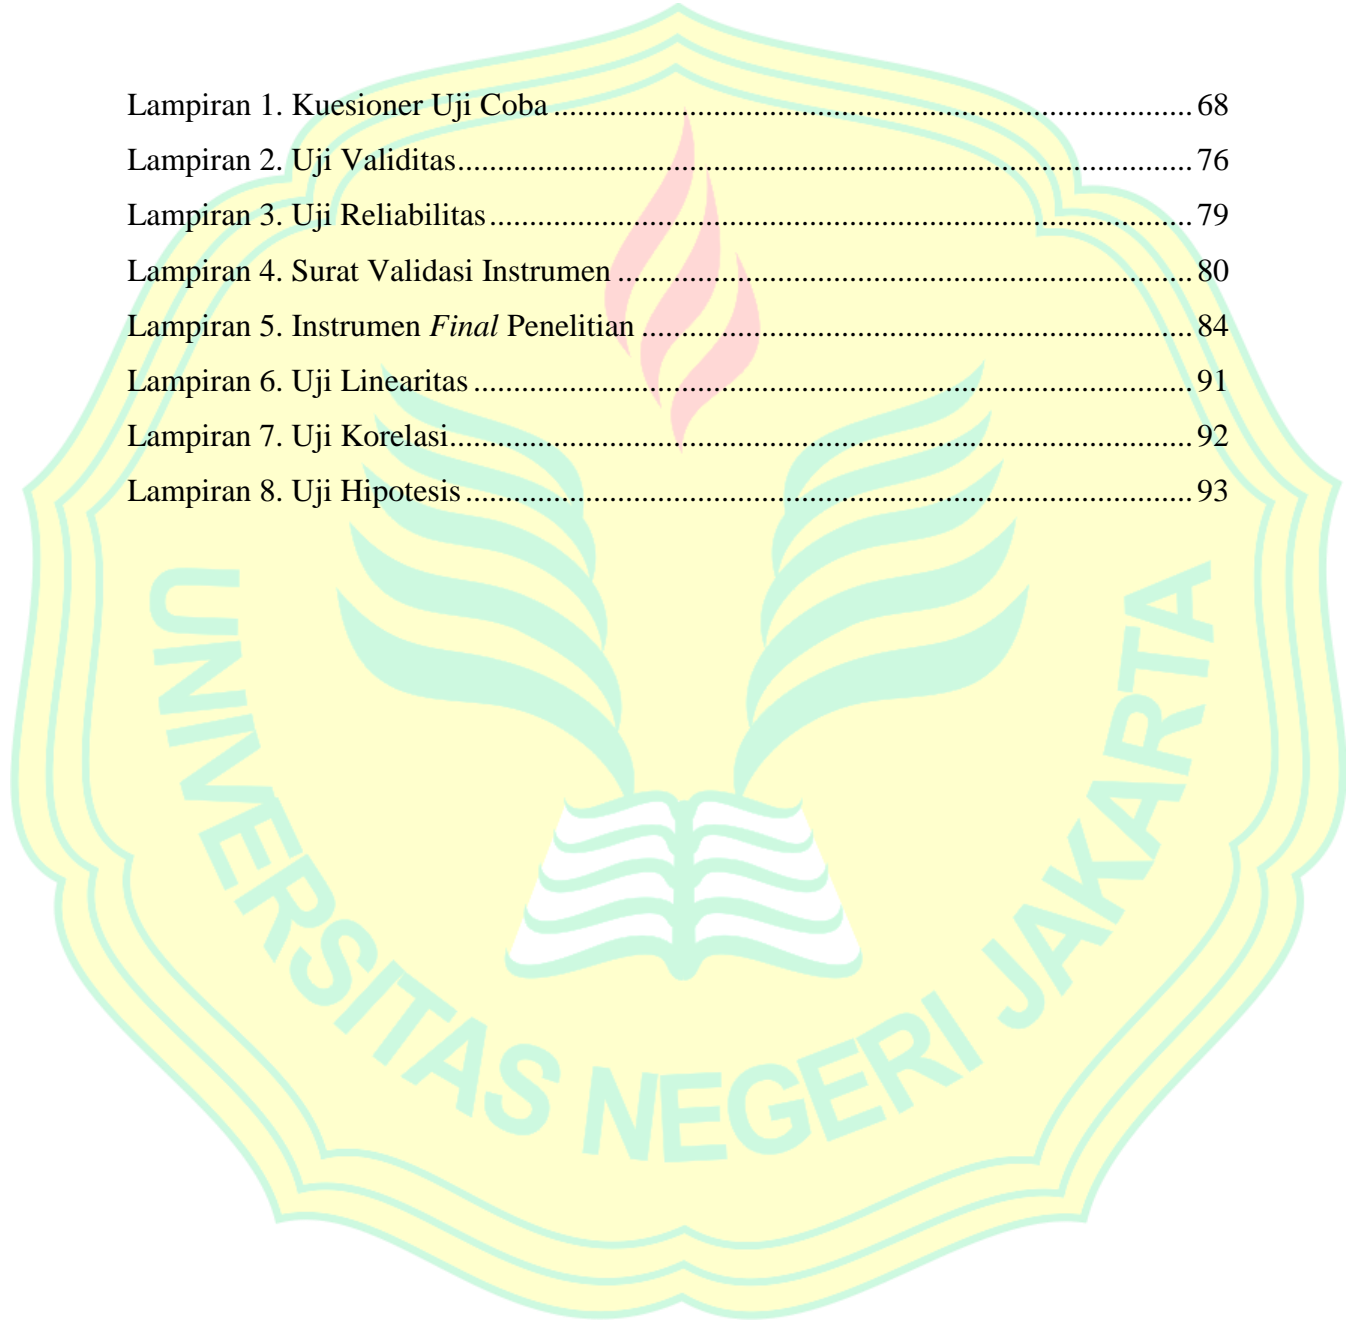 Lampiran 1. Kuesioner Uji Coba ................................................................................ 68
Lampiran 2. Uji Validitas............................................................................................ 76
Lampiran 3. Uji Reliabilitas........................................................................................ 79
Lampiran 4. Surat Validasi Instrumen ........................................................................ 80
Lampiran 5. Instrumen Final Penelitian ..................................................................... 84
Lampiran 6. Uji Linearitas .......................................................................................... 91
Lampiran 7. Uji Korelasi............................................................................................. 92
Lampiran 8. Uji Hipotesis ........................................................................................... 93
UNIVERSITAS NEGERI JAKARTA